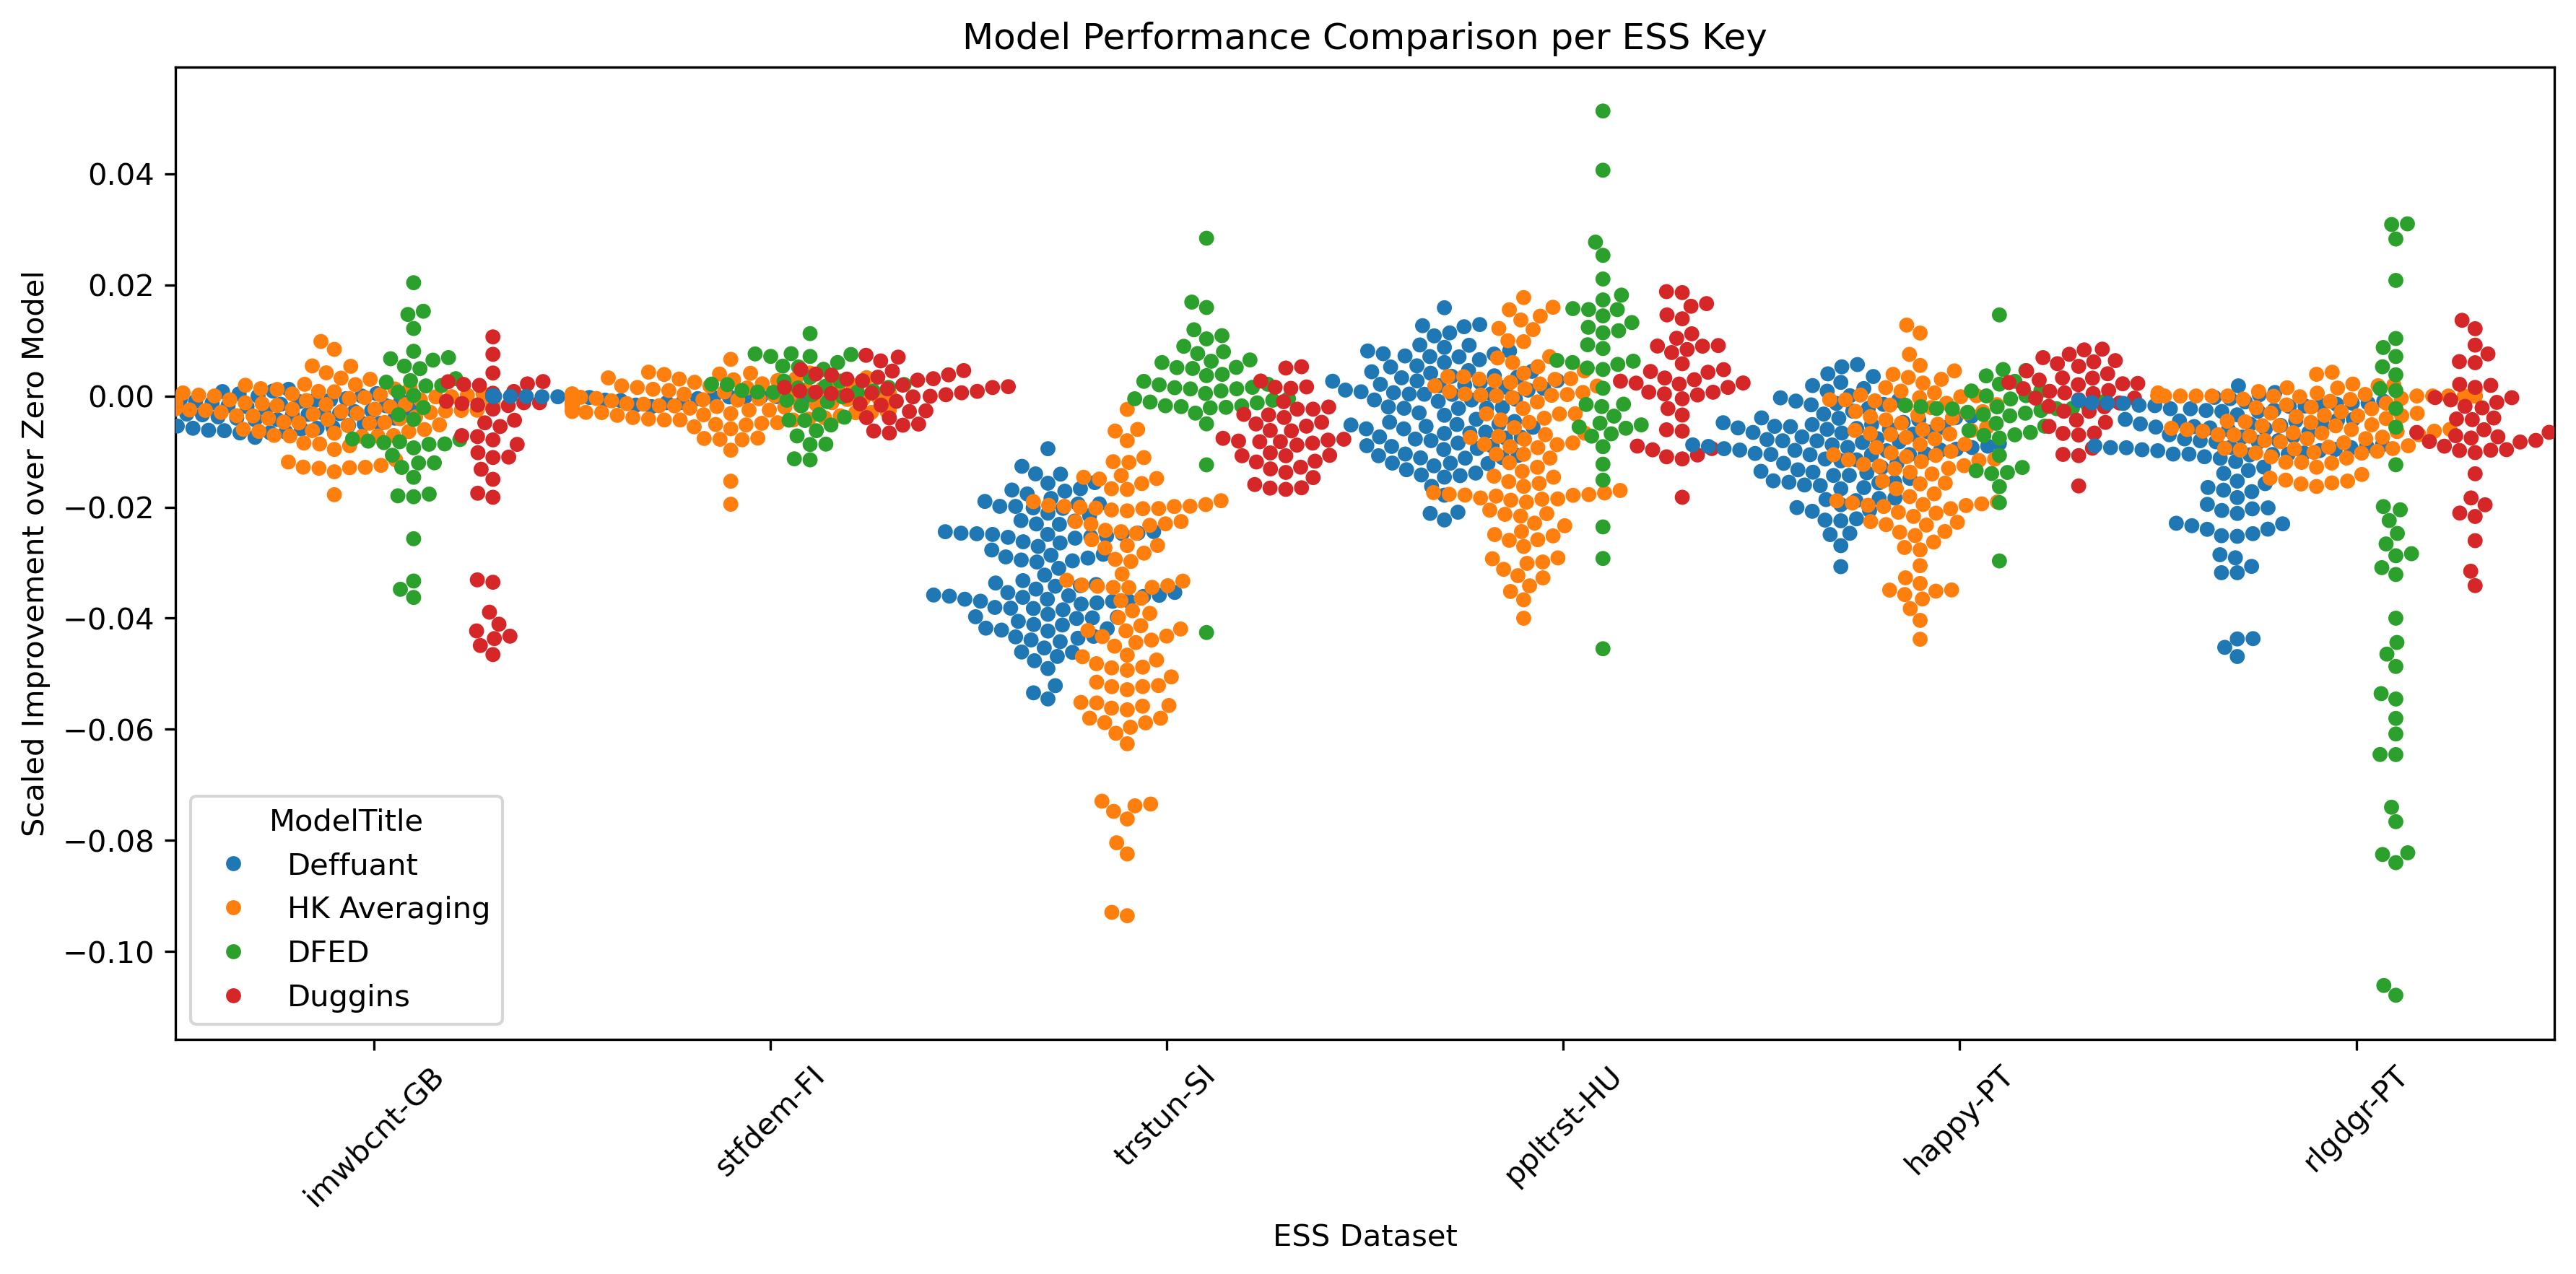 Model Performance Comparison per ESS Key
Scaled Improvement over Zero Model
0.04
0.02
0.00
−0.02
−0.04
−0.06
−0.08
−0.10
ModelTitle
Deffuant
HK Averaging
DFED
Duggins
imwbcnt-GB
stfdem-FI
trstun-SI
ppltrst-HU
happy-PT
rlgdgr-PT
ESS Dataset